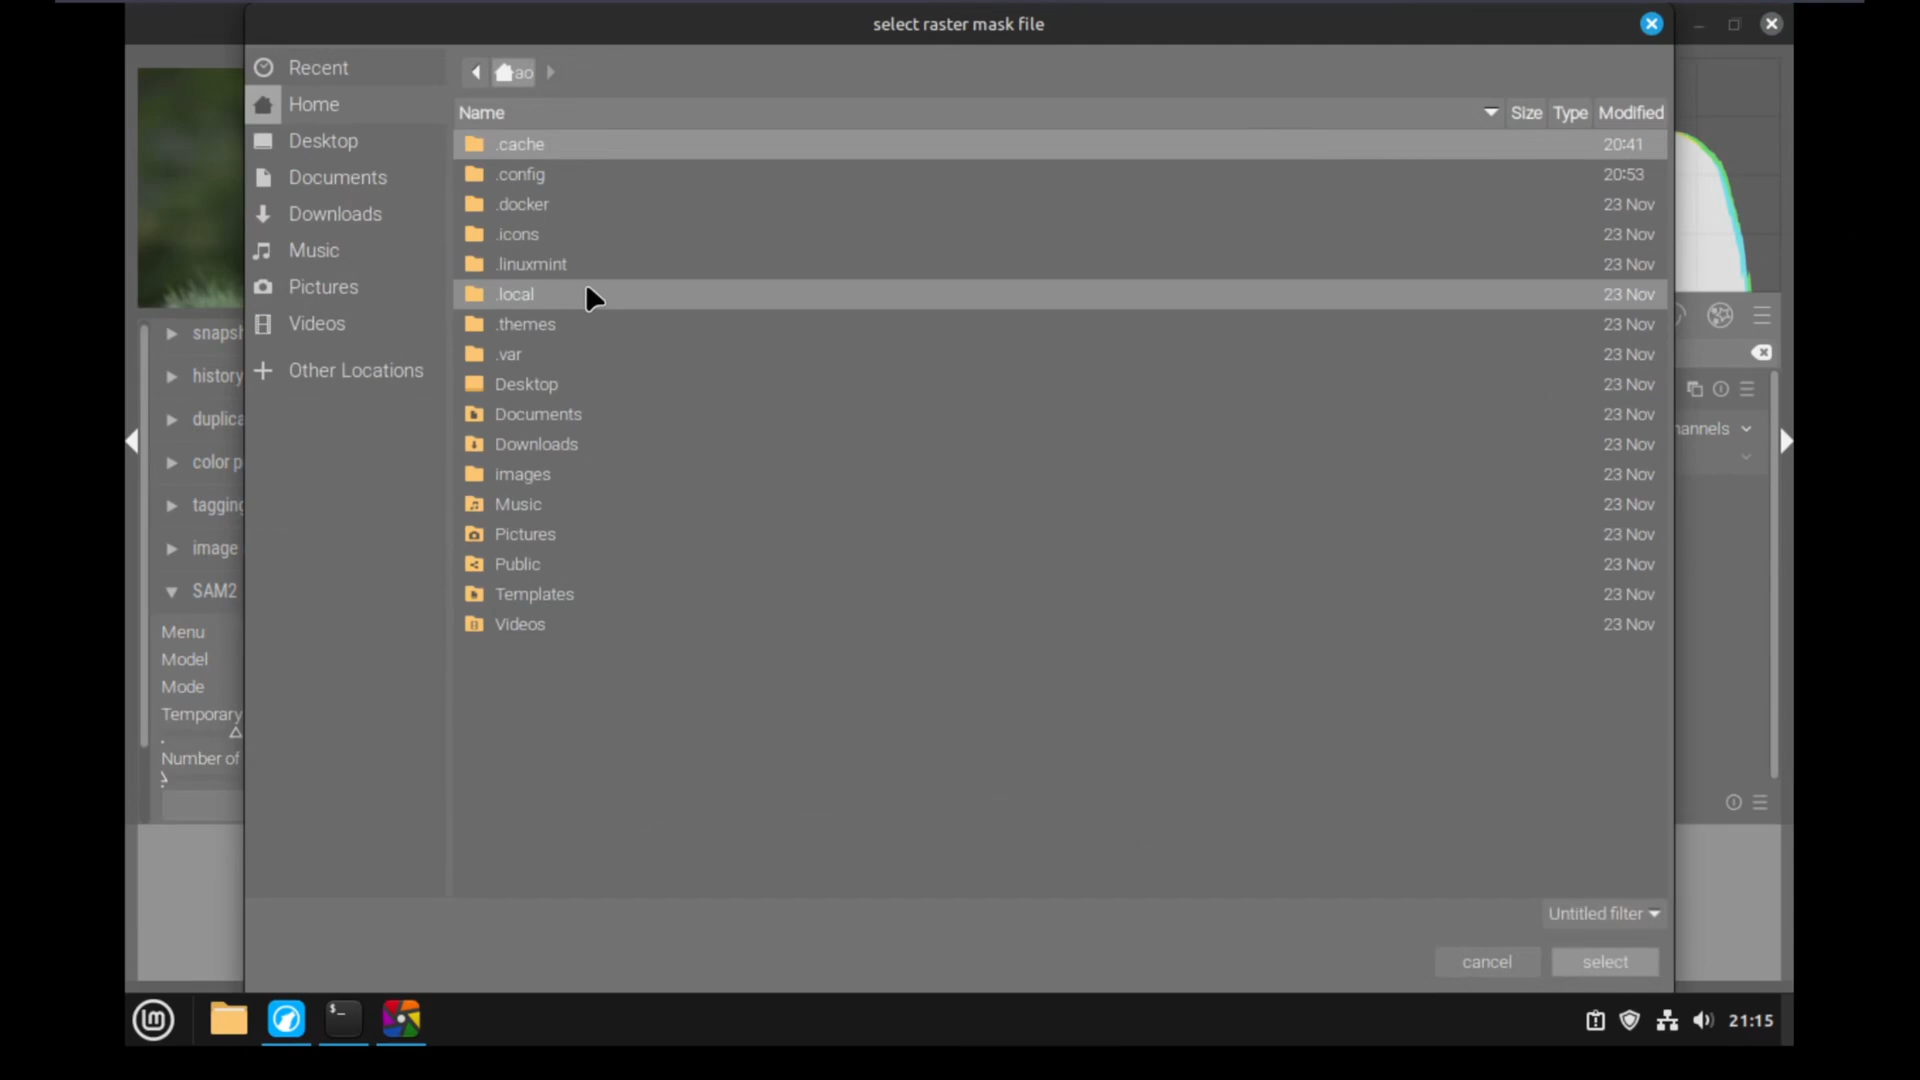 select raster mask file
Recent
Home
Desktop
Documents
Downloads
Music
Pictures
Videos
Other Locations
ao
Name Size Type Modified
.cache 20:41
.config 20:53
.docker 23 Nov
.icons 23 Nov
.linuxmint 23 Nov
.local 23 Nov
.themes 23 Nov
.var 23 Nov
Desktop 23 Nov
Documents 23 Nov
Downloads 23 Nov
images 23 Nov
Music 23 Nov
Pictures 23 Nov
Public 23 Nov
Templates 23 Nov
Videos 23 Nov
Untitled filter
cancel select
snapsh
history
duplica
color p
tagging
image
SAM2
Menu
Model
Mode
Temporary
Number of
annels
$_
21:15